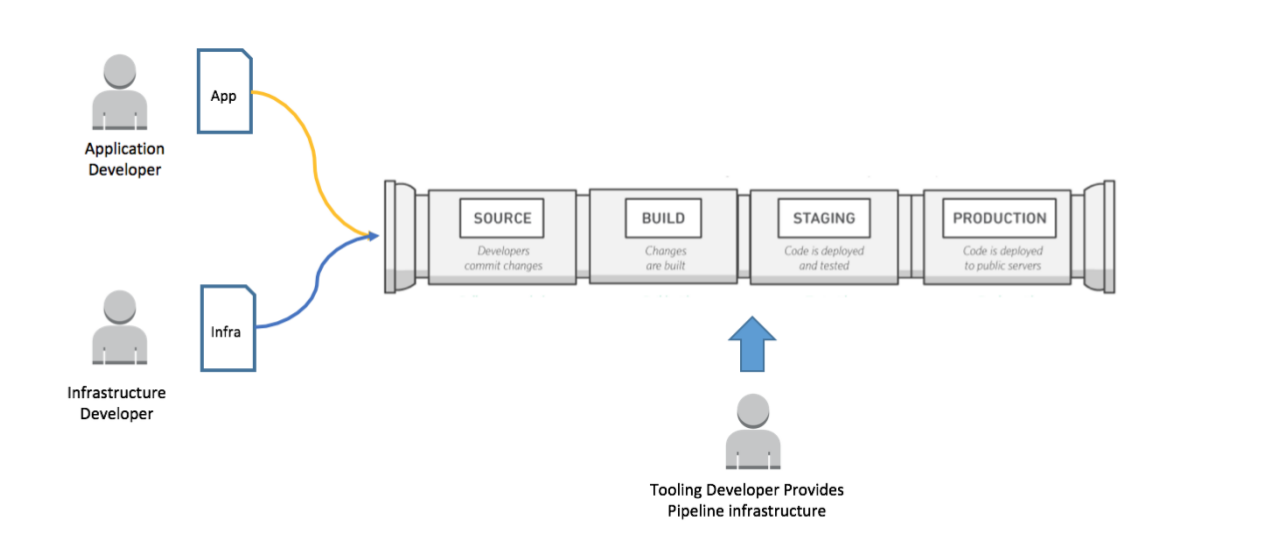 App
Application
Developer
SOURCE
Developers
commit changes
BUILD
Changes
are built
STAGING
Code is deployed
and tested
PRODUCTION
Code is deployed
to public servers
Infra
Infrastructure
Developer
Tooling Developer Provides
Pipeline infrastructure